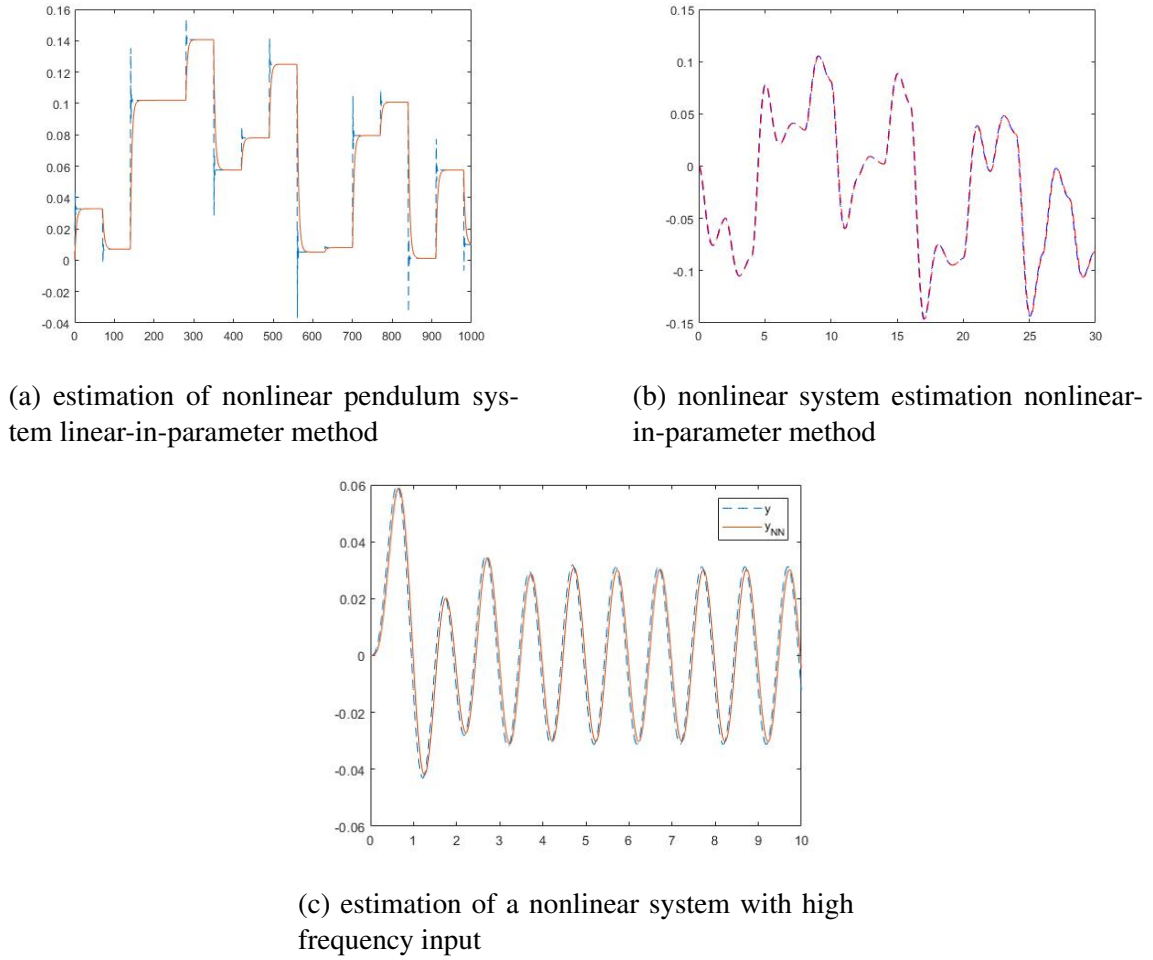 0.16
0.14
0.12
0.1
0.08
0.06
0.04
0.02
0
-0.02
-0.04
0 100 200 300 400 500 600 700 800 900 1000
0.15
0.1
0.05
0
-0.05
-0.1
-0.15
0 5 10 15 20 25 30
(a) estimation of nonlinear pendulum sys-
tem linear-in-parameter method
(b) nonlinear system estimation nonlinear-
in-parameter method
0.06
0.04
0.02
0
-0.02
-0.04
-0.06
0 1 2 3 4 5 6 7 8 9 10
y
y_NN
(c) estimation of a nonlinear system with high
frequency input